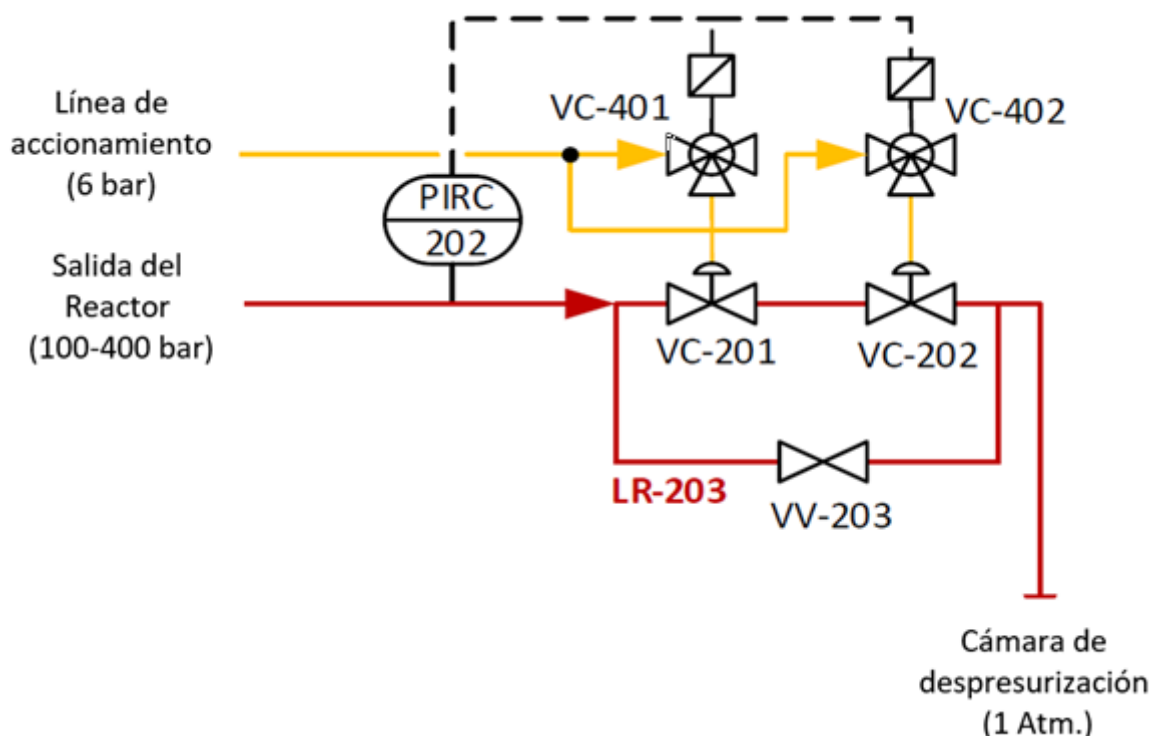 Línea de
accionamiento
(6 bar)
VC-401
VC-402
PIRC
202
Salida del
Reactor
(100-400 bar)
VC-201
VC-202
LR-203
VV-203
Cámara de
despresurización
(1 Atm.)